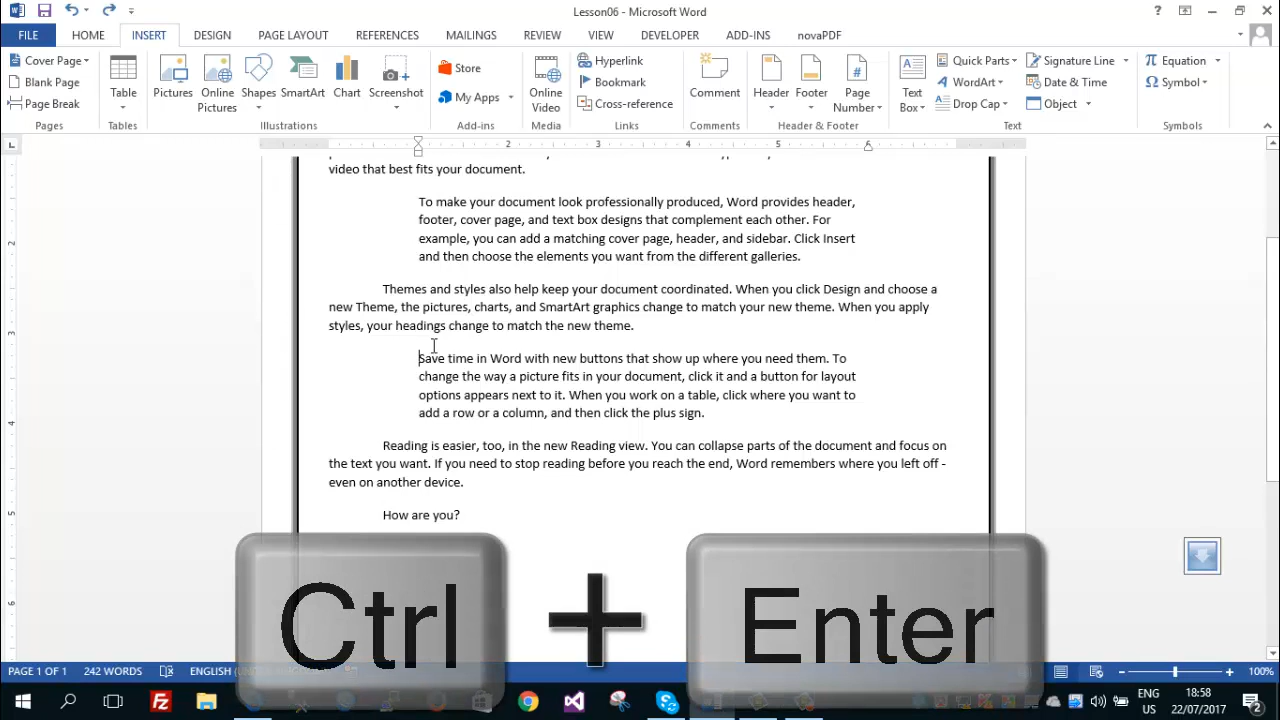 Lesson06 - Microsoft Word
FILE HOME INSERT DESIGN PAGE LAYOUT REFERENCES MAILINGS REVIEW VIEW DEVELOPER ADD-INS novaPDF
Cover Page
Blank Page
Page Break
Pages
Table
Tables
Pictures
Online Pictures
Shapes
SmartArt
Chart
Screenshot
Illustrations
Store
My Apps
Add-ins
Online Video
Media
Hyperlink
Bookmark
Cross-reference
Links
Comment
Comments
Header
Footer
Page Number
Header & Footer
Text Box
Quick Parts
WordArt
Drop Cap
Signature Line
Date & Time
Object
Text
Equation
Symbol
Symbols
2 3 4 5 6
video that best fits your document.
To make your document look professionally produced, Word provides header,
footer, cover page, and text box designs that complement each other. For
example, you can add a matching cover page, header, and sidebar. Click Insert
and then choose the elements you want from the different galleries.
Themes and styles also help keep your document coordinated. When you click Design and choose a
new Theme, the pictures, charts, and SmartArt graphics change to match your new theme. When you apply
styles, your headings change to match the new theme.
Save time in Word with new buttons that show up where you need them. To
change the way a picture fits in your document, click it and a button for layout
options appears next to it. When you work on a table, click where you want to
add a row or a column, and then click the plus sign.
Reading is easier, too, in the new Reading view. You can collapse parts of the document and focus on
the text you want. If you need to stop reading before you reach the end, Word remembers where you left off -
even on another device.
How are you?
2
3
4
5
6
Ctrl + Enter
PAGE 1 OF 1 242 WORDS ENGLISH 100%
ENG US
18:58
22/07/2017
2